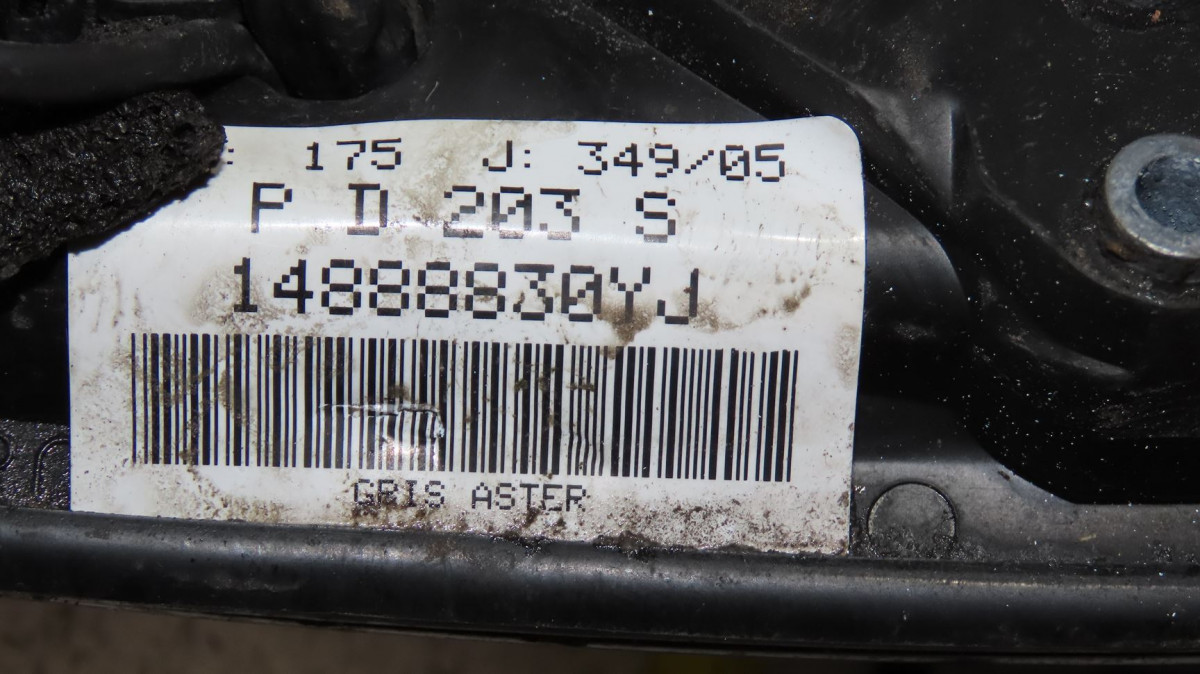 : 175 J: 349/05
P D 203 S
14888830YJ
GRIS ASTER